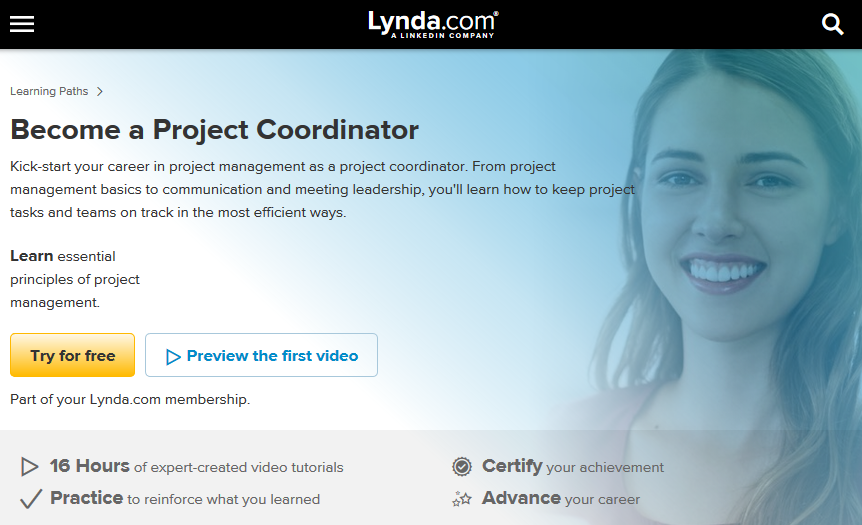 Lynda.com®
A LINKEDIN COMPANY
Learning Paths >
Become a Project Coordinator
Kick-start your career in project management as a project coordinator. From project
management basics to communication and meeting leadership, you'll learn how to keep project
tasks and teams on track in the most efficient ways.
Learn essential
principles of project
management.
Try for free
Preview the first video
Part of your Lynda.com membership.
16 Hours of expert-created video tutorials
Certify your achievement
Practice to reinforce what you learned
Advance your career